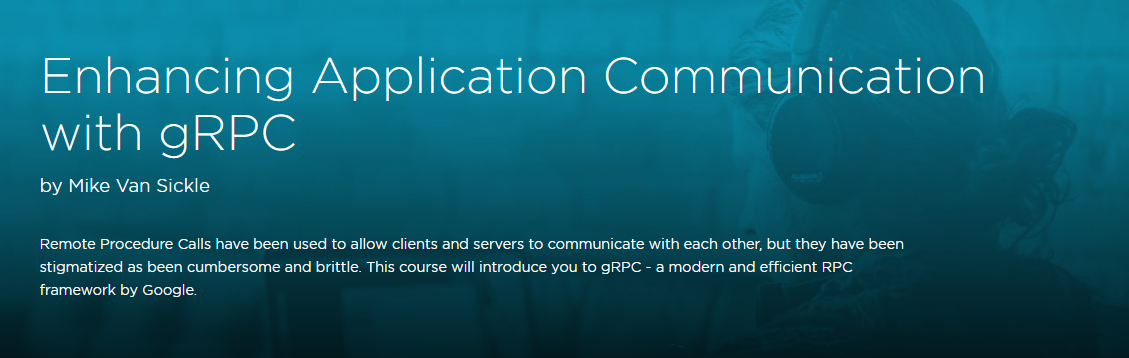 Enhancing Application Communication
with gRPC
by Mike Van Sickle
Remote Procedure Calls have been used to allow clients and servers to communicate with each other, but they have been
stigmatized as been cumbersome and brittle. This course will introduce you to gRPC - a modern and efficient RPC
framework by Google.